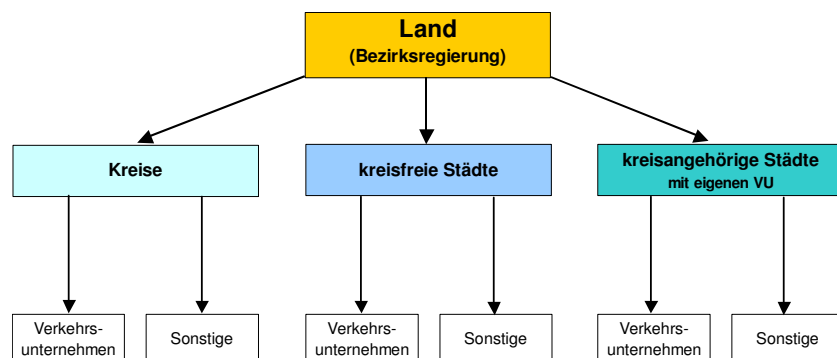 Land
(Bezirksregierung)
Kreise
kreisfreie Städte
kreisangehörige Städte
mit eigenen VU
Verkehrs-
unternehmen
Sonstige
Verkehrs-
unternehmen
Sonstige
Verkehrs-
unternehmen
Sonstige